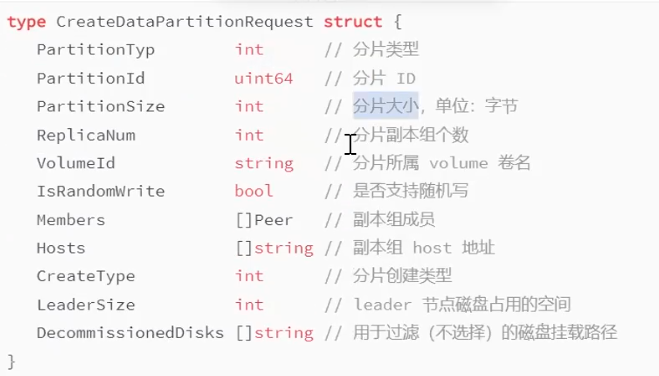 type CreateDataPartitionRequest struct {
PartitionTyp int // 分片类型
PartitionId uint64 // 分片 ID
PartitionSize int // 分片大小，单位：字节
ReplicaNum int // 分片副本组个数
VolumeId string // 分片所属 volume 卷名
IsRandomWrite bool // 是否支持随机写
Members []Peer // 副本组成员
Hosts []string // 副本组 host 地址
CreateType int // 分片创建类型
LeaderSize int // leader 节点磁盘占用的空间
DecommissionedDisks []string // 用于过滤（不选择）的磁盘挂载路径
}